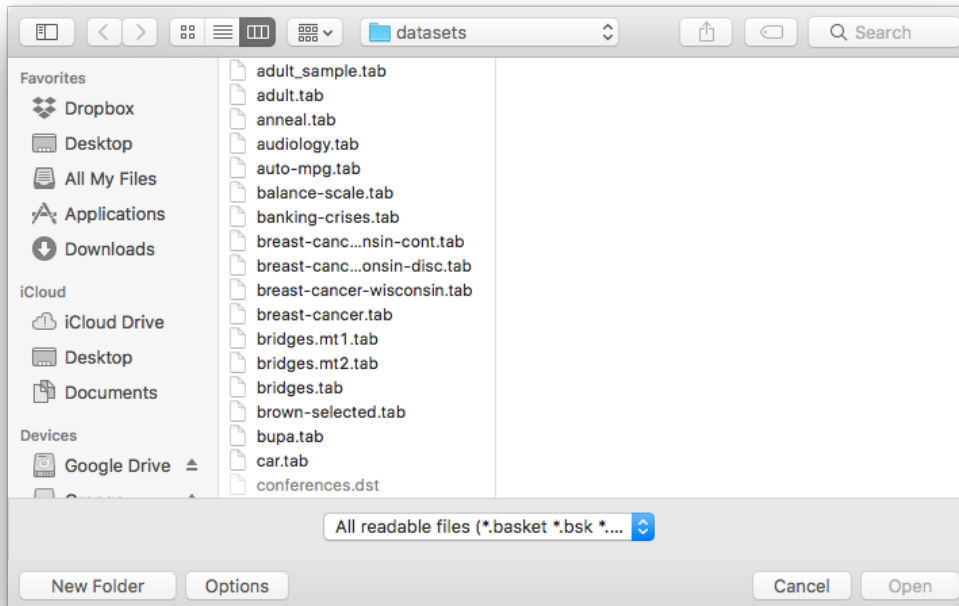 datasets
Search
Favorites
Dropbox
Desktop
All My Files
Applications
Downloads
iCloud
iCloud Drive
Desktop
Documents
Devices
Google Drive
adult_sample.tab
adult.tab
anneal.tab
audiology.tab
auto-mpg.tab
balance-scale.tab
banking-crises.tab
breast-canc...nsin-cont.tab
breast-canc...onsin-disc.tab
breast-cancer-wisconsin.tab
breast-cancer.tab
bridges.mt1.tab
bridges.mt2.tab
bridges.tab
brown-selected.tab
bupa.tab
car.tab
conferences.dst
All readable files (*.basket *.bsk *....
New Folder
Options
Cancel
Open